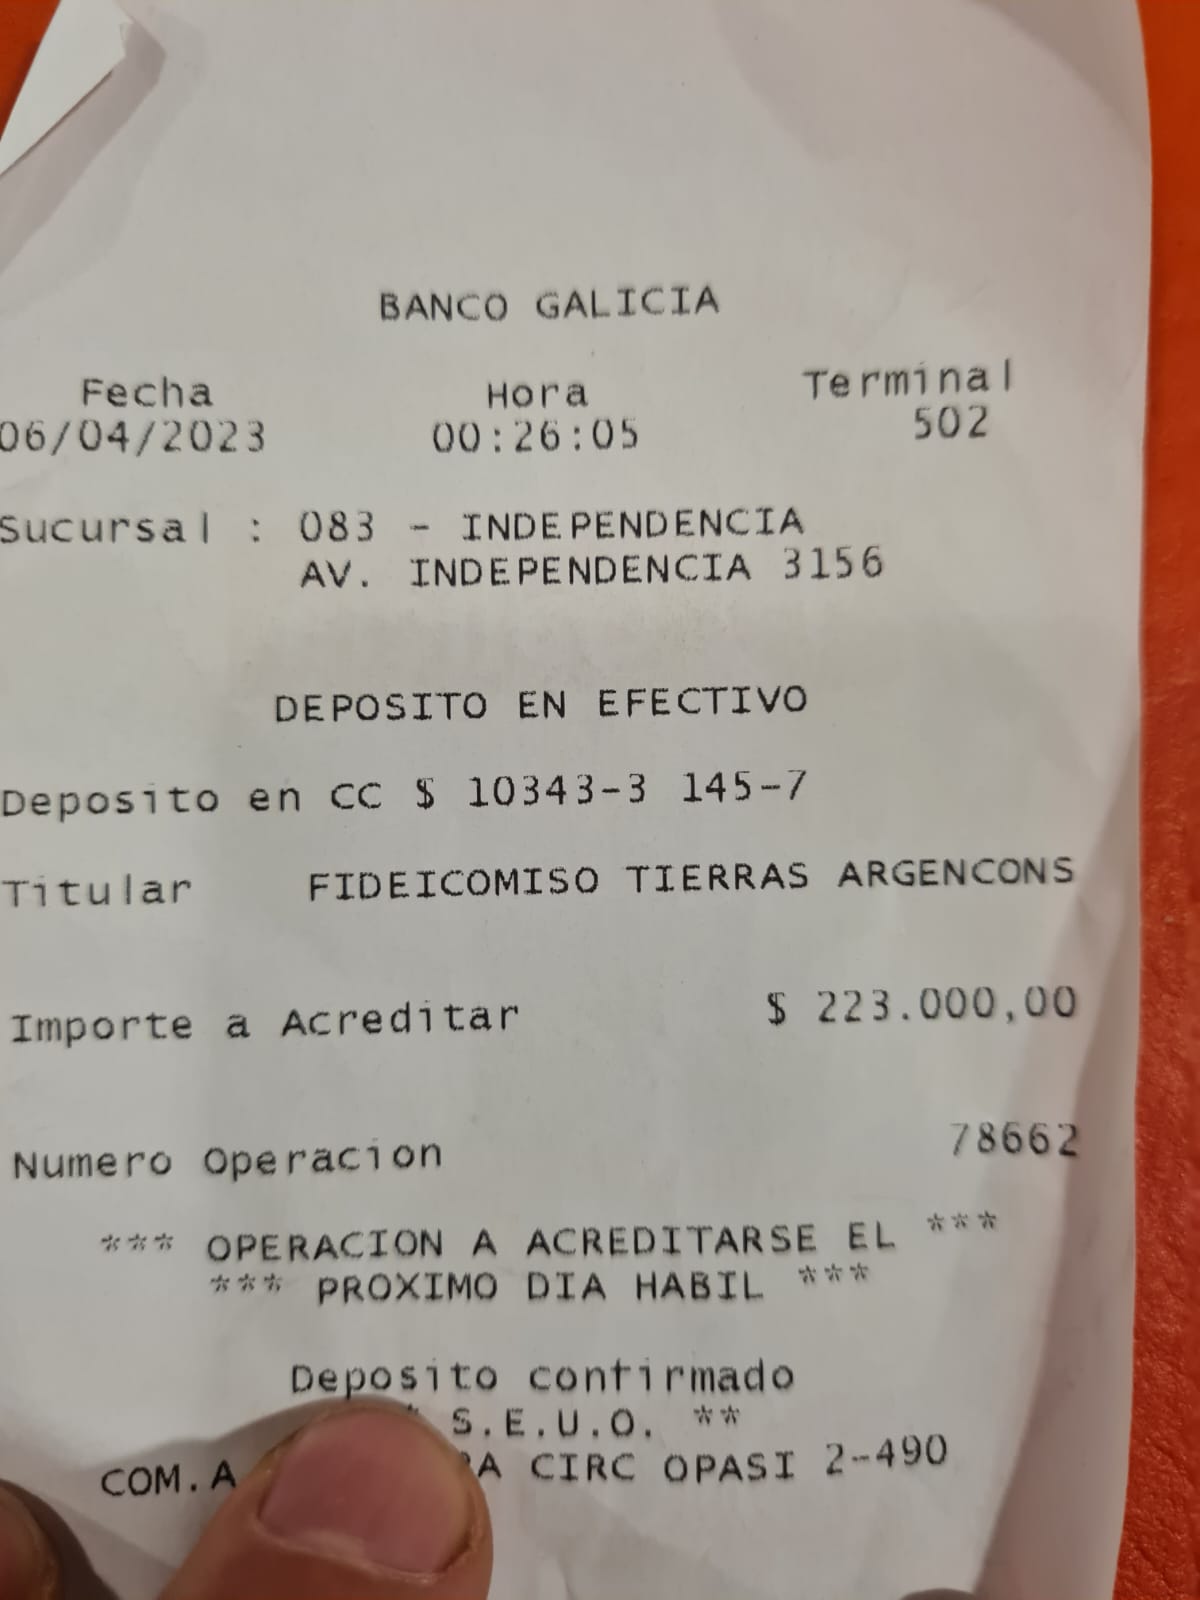 BANCO GALICIA
Fecha Hora Terminal
06/04/2023 00:26:05 502
Sucursal : 083 - INDEPENDENCIA
AV. INDEPENDENCIA 3156
DEPOSITO EN EFECTIVO
Deposito en CC $ 10343-3 145-7
Titular FIDEICOMISO TIERRAS ARGENCONS
Importe a Acreditar $ 223.000,00
Numero Operacion 78662
*** OPERACION A ACREDITARSE EL ***
*** PROXIMO DIA HABIL ***
Deposito confirmado
S.E.U.O. **
COM.A CIRC OPASI 2-490